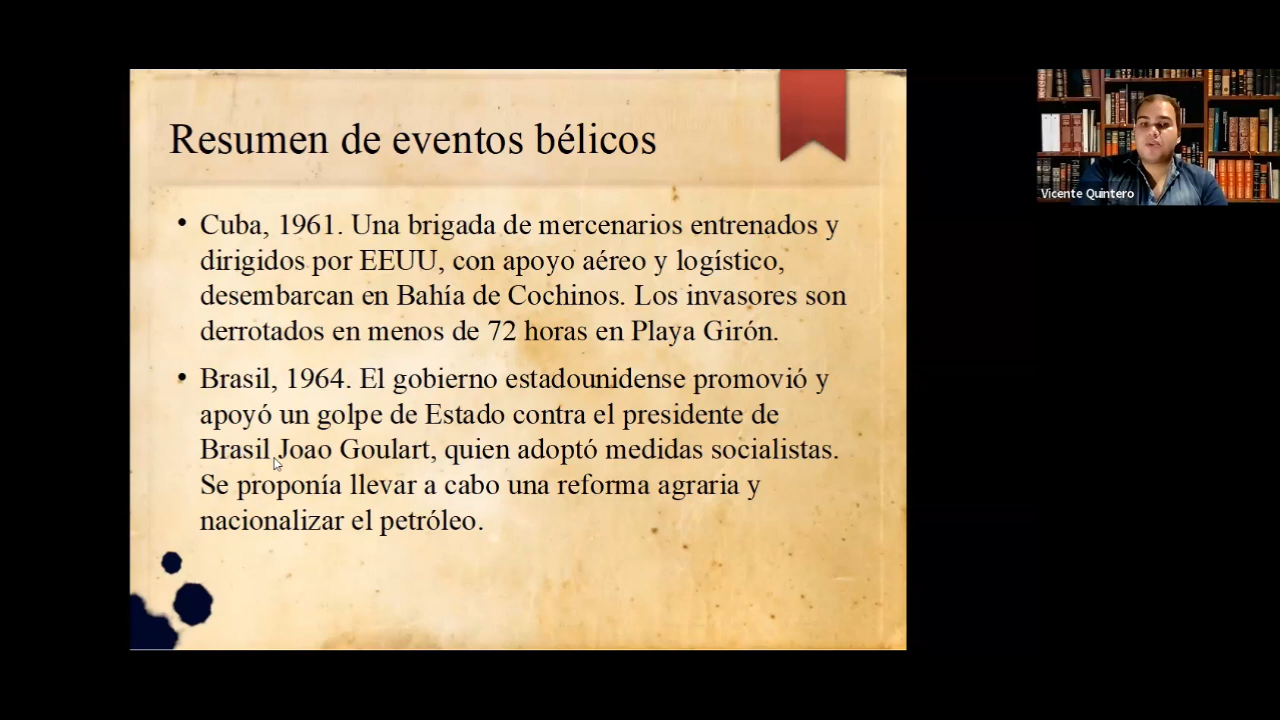 Resumen de eventos bélicos
• Cuba, 1961. Una brigada de mercenarios entrenados y
dirigidos por EEUU, con apoyo aéreo y logístico,
desembarcan en Bahía de Cochinos. Los invasores son
derrotados en menos de 72 horas en Playa Girón.
• Brasil, 1964. El gobierno estadounidense promovió y
apoyó un golpe de Estado contra el presidente de
Brasil Joao Goulart, quien adoptó medidas socialistas.
Se proponía llevar a cabo una reforma agraria y
nacionalizar el petróleo.
Vicente Quintero